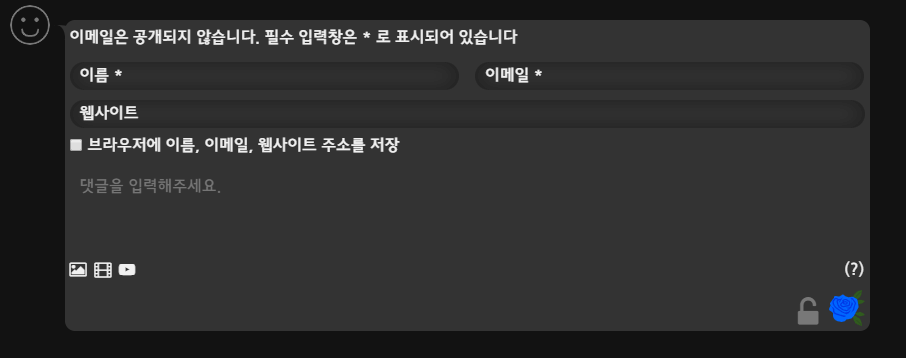 이메일은 공개되지 않습니다. 필수 입력창은 * 로 표시되어 있습니다
이름 *
이메일 *
웹사이트
브라우저에 이름, 이메일, 웹사이트 주소를 저장
댓글을 입력해주세요.
(?)